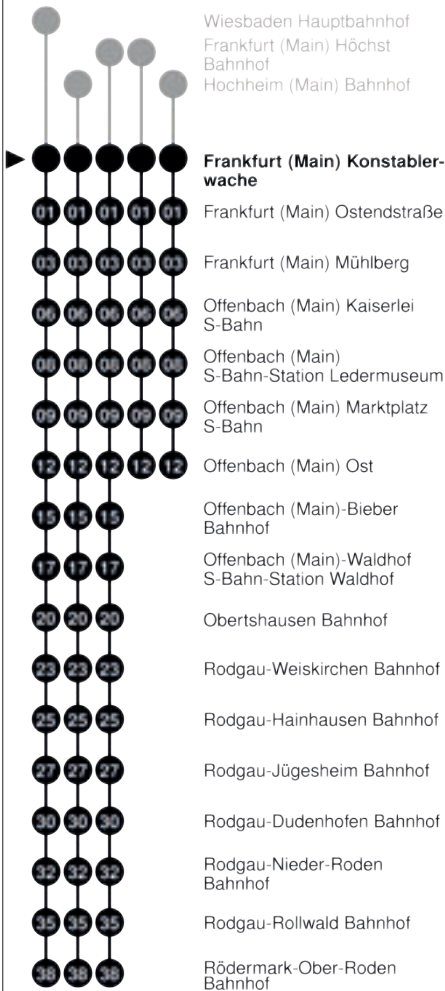 Wiesbaden Hauptbahnhof
Frankfurt (Main) Höchst
Bahnhof
Hochheim (Main) Bahnhof
Frankfurt (Main) Konstabler-
wache
01 01 01 01 01 Frankfurt (Main) Ostendstraße
03 03 03 03 03 Frankfurt (Main) Mühlberg
06 06 06 06 06 Offenbach (Main) Kaiserlei
S-Bahn
08 08 08 08 08 Offenbach (Main)
S-Bahn-Station Ledermuseum
09 09 09 09 09 Offenbach (Main) Marktplatz
S-Bahn
12 12 12 12 12 Offenbach (Main) Ost
15 15 15 Offenbach (Main)-Bieber
Bahnhof
17 17 17 Offenbach (Main)-Waldhof
S-Bahn-Station Waldhof
20 20 20 Obertshausen Bahnhof
23 23 23 Rodgau-Weiskirchen Bahnhof
25 25 25 Rodgau-Hainhausen Bahnhof
27 27 27 Rodgau-Jügesheim Bahnhof
30 30 30 Rodgau-Dudenhofen Bahnhof
32 32 32 Rodgau-Nieder-Roden
Bahnhof
35 35 35 Rodgau-Rollwald Bahnhof
38 38 38 Rödermark-Ober-Roden
Bahnhof